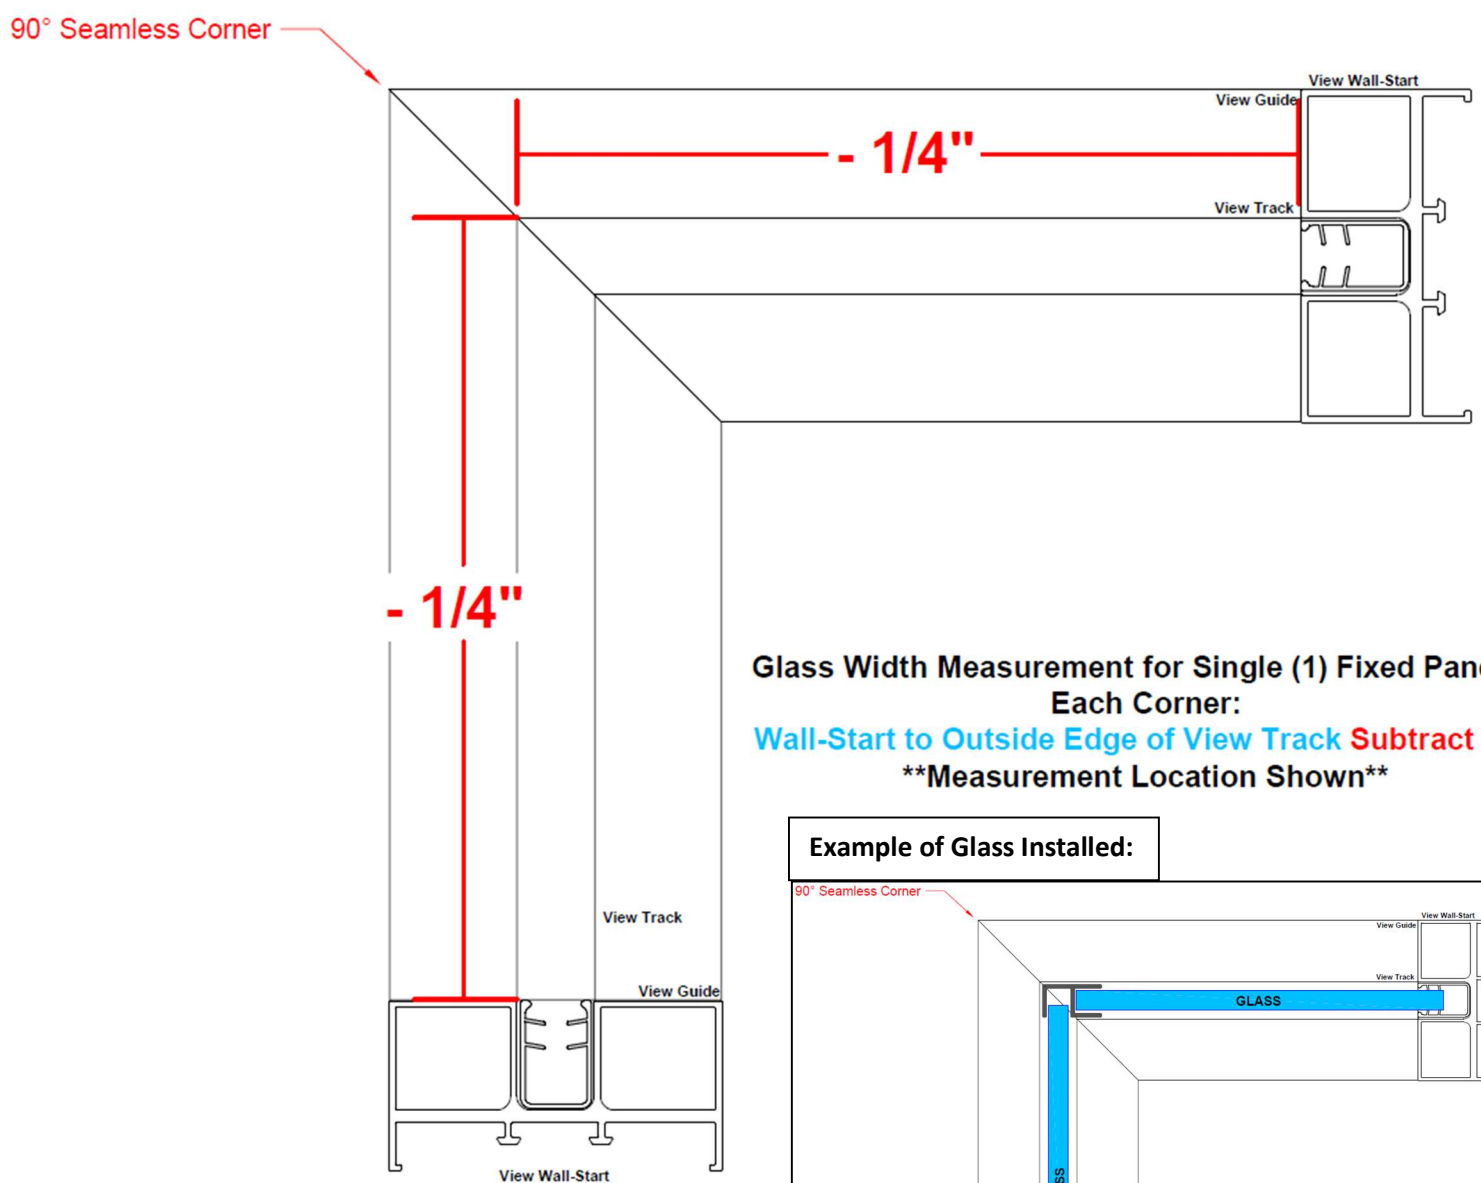 90° Seamless Corner
View Wall-Start
View Guide
- 1/4"
View Track
- 1/4"
Glass Width Measurement for Single (1) Fixed
Each Corner:
Wall-Start to Outside Edge of View Track Subtract
**Measurement Location Shown**
Example of Glass Installed:
90° Seamless Corner
View Wall-Start
View Guide
View Track
GLASS
View Track
View Guide
View Wall-Start